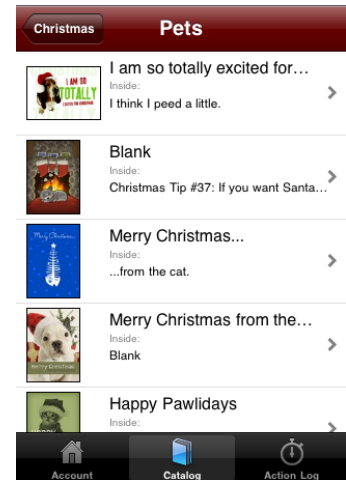 Christmas
Pets
I AM SO
TOTALLY
I am so totally excited for…
Inside:
I think I peed a little.
Blank
Inside:
Christmas Tip #37: If you want Santa…
Merry Christmas...
Merry Christmas...
Inside:
...from the cat.
Merry Christmas from the…
Inside:
Blank
Merry Christmas
Happy Pawlidays
Inside:
Account
Catalog
Action Log